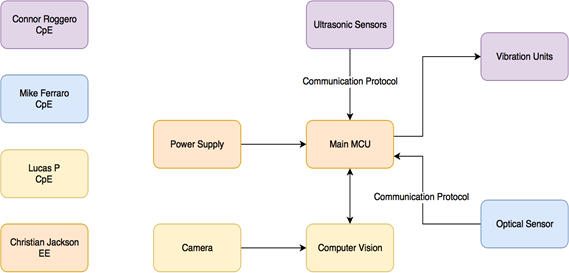 Connor Roggero
CpE
Ultrasonic Sensors
Vibration Units
Communication Protocol
Mike Ferraro
CpE
Power Supply
Main MCU
Lucas P
CpE
Communication Protocol
Optical Sensor
Christian Jackson
EE
Camera
Computer Vision